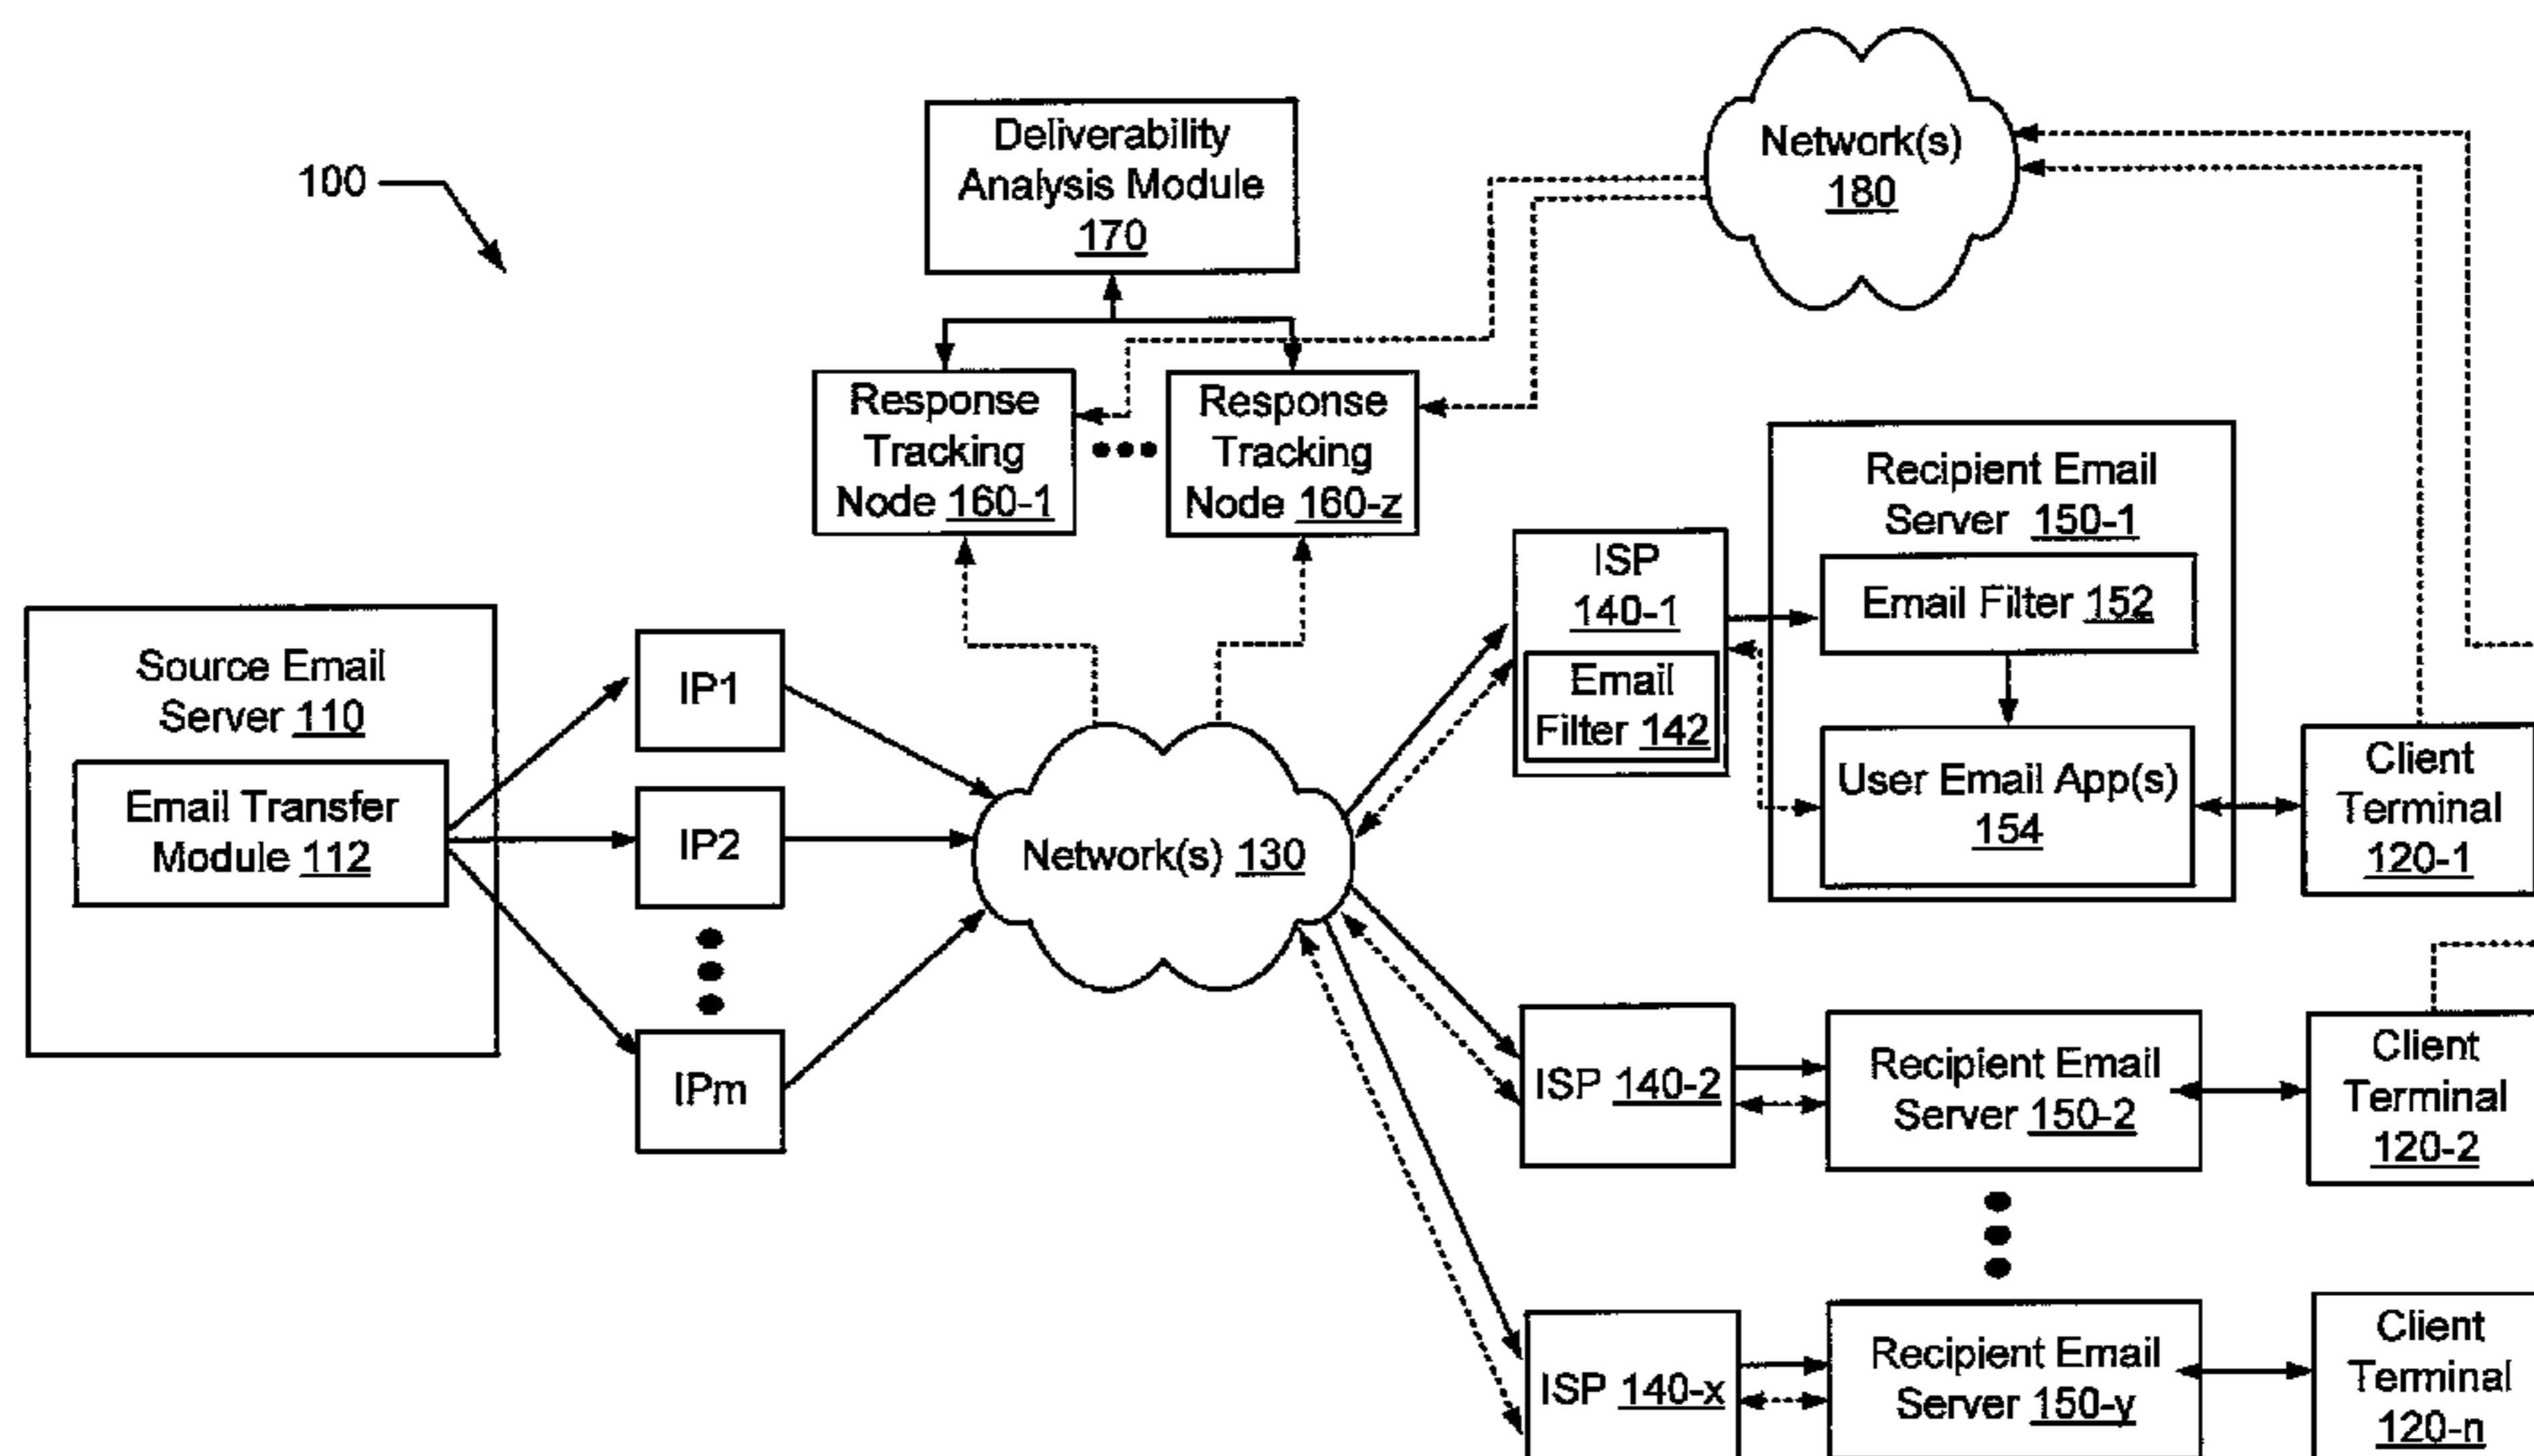 100
Deliverability
Analysis Module
170
Network(s)
180
Response
Tracking
Node 160-1
Response
Tracking
Node 160-z
Source Email
Server 110
Email Transfer
Module 112
IP1
IP2
IPm
Network(s) 130
ISP
140-1
Email
Filter 142
Recipient Email
Server 150-1
Email Filter 152
User Email App(s)
154
Client
Terminal
120-1
ISP 140-2
Recipient Email
Server 150-2
Client
Terminal
120-2
ISP 140-x
Recipient Email
Server 150-y
Client
Terminal
120-n